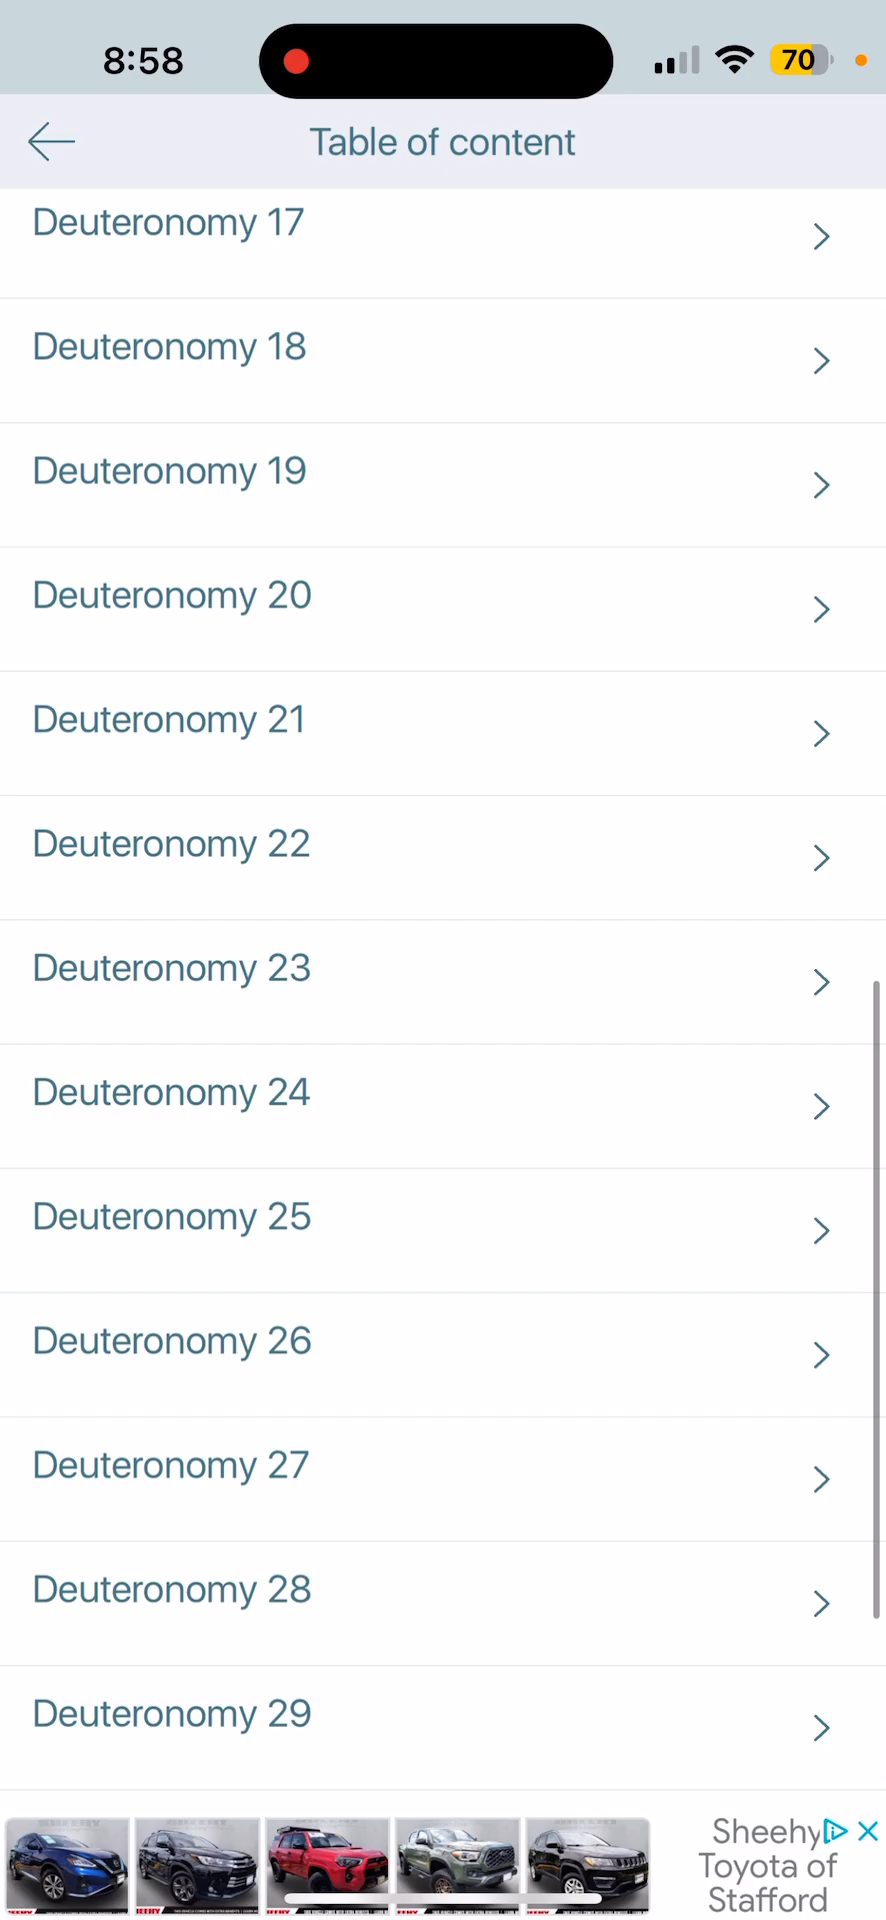 8:58
70
Table of content
Deuteronomy 17
Deuteronomy 18
Deuteronomy 19
Deuteronomy 20
Deuteronomy 21
Deuteronomy 22
Deuteronomy 23
Deuteronomy 24
Deuteronomy 25
Deuteronomy 26
Deuteronomy 27
Deuteronomy 28
Deuteronomy 29
Sheehy
Toyota of
Stafford